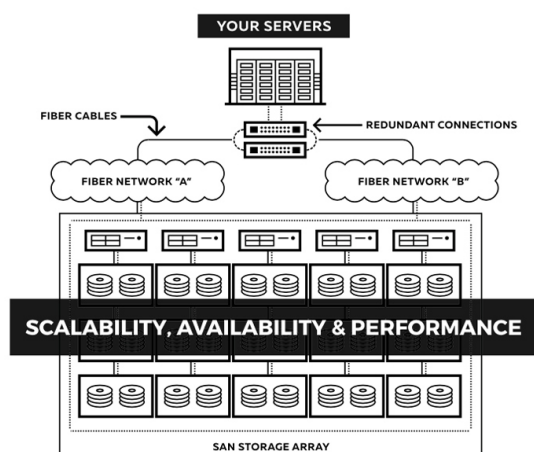 YOUR SERVERS
FIBER CABLES
REDUNDANT CONNECTIONS
FIBER NETWORK "A"
FIBER NETWORK "B"
SCALABILITY, AVAILABILITY & PERFORMANCE
SAN STORAGE ARRAY